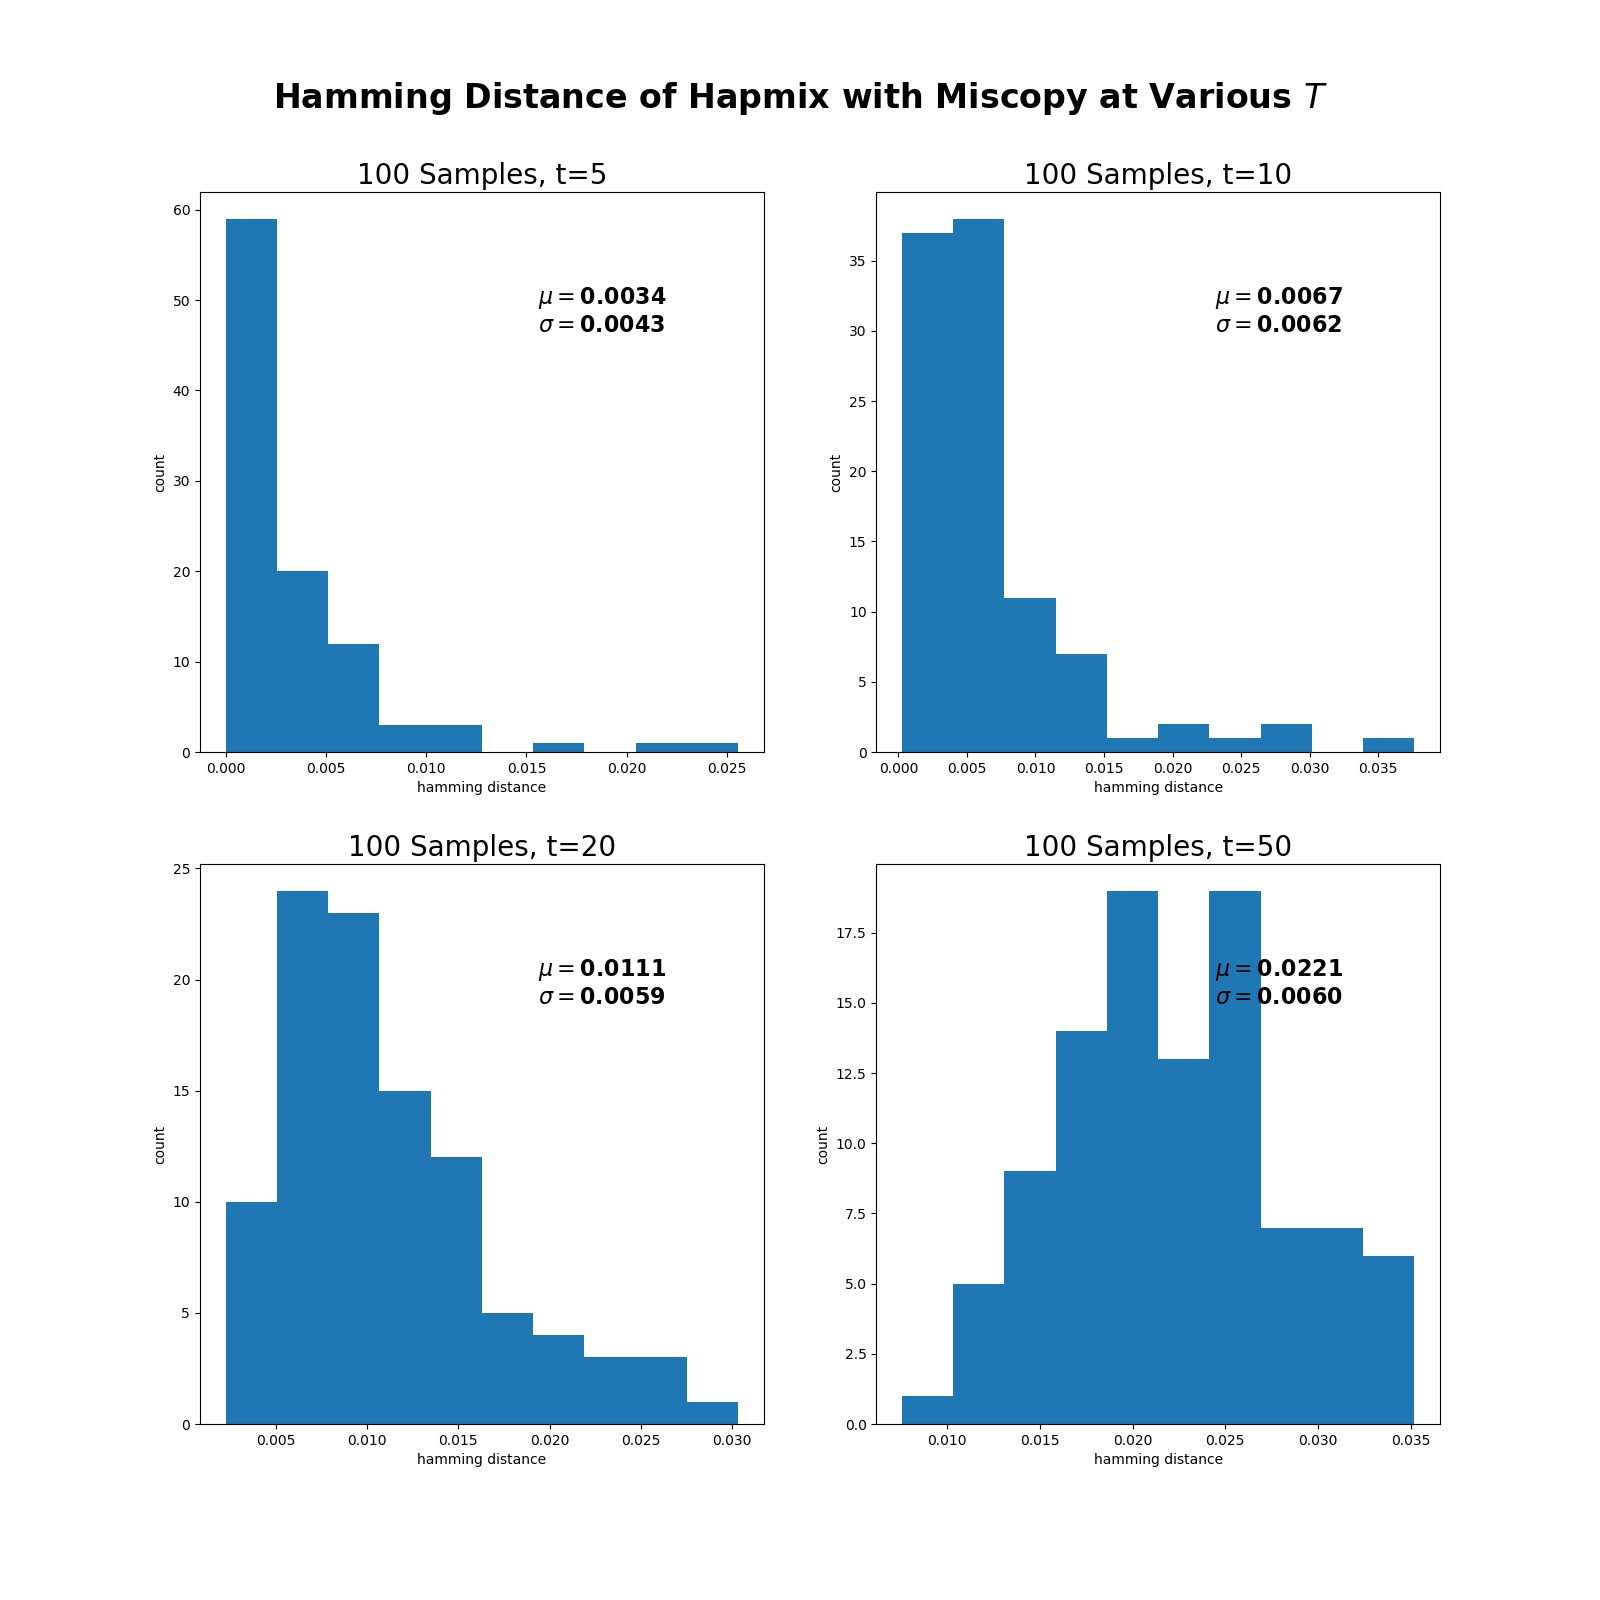 Hamming Distance of Hapmix with Miscopy at Various T
100 Samples, t=5
60
50
40
30
20
10
0
count
μ = 0.0034
σ = 0.0043
0.000 0.005 0.010 0.015 0.020 0.025
hamming distance
100 Samples, t=10
35
30
25
20
15
10
5
0
count
μ = 0.0067
σ = 0.0062
0.000 0.005 0.010 0.015 0.020 0.025 0.030 0.035
hamming distance
100 Samples, t=20
25
20
15
10
5
0
count
μ = 0.0111
σ = 0.0059
0.005 0.010 0.015 0.020 0.025 0.030
hamming distance
100 Samples, t=50
17.5
15.0
12.5
10.0
7.5
5.0
2.5
0.0
count
μ = 0.0221
σ = 0.0060
0.010 0.015 0.020 0.025 0.030 0.035
hamming distance